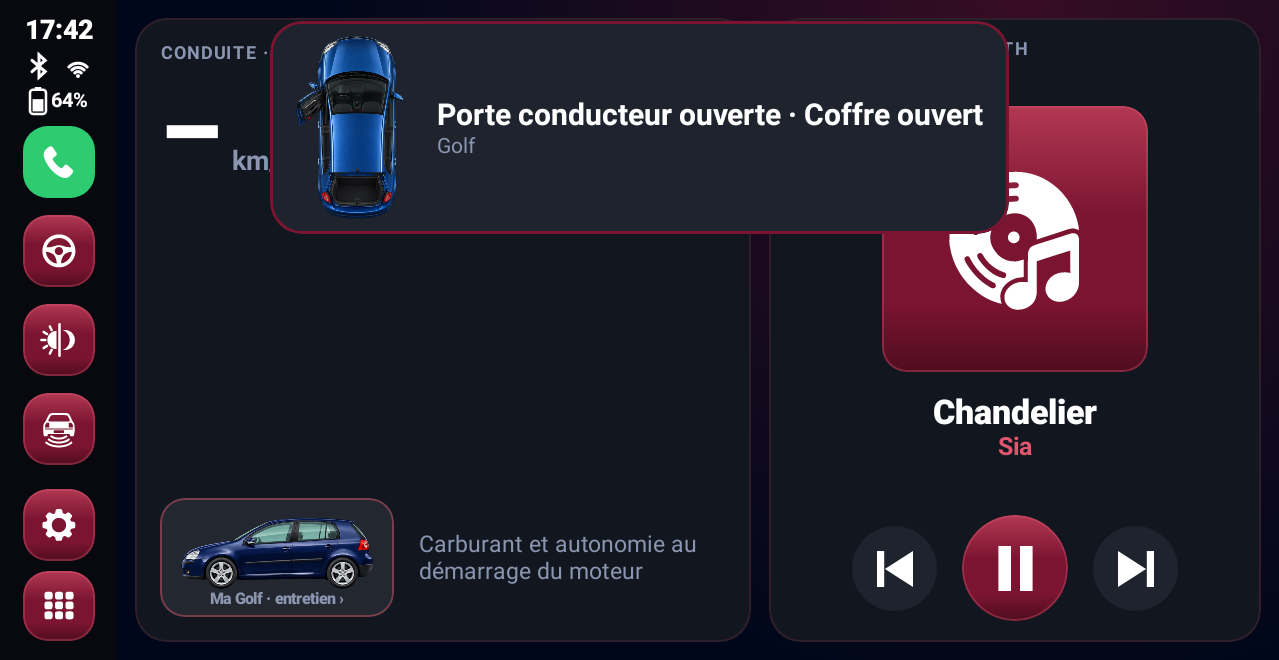 17:42
64%
CONDUITE ·
Porte conducteur ouverte · Coffre ouvert
Golf
km
Chandelier
Sia
Carburant et autonomie au
démarrage du moteur
Ma Golf · entretien ›